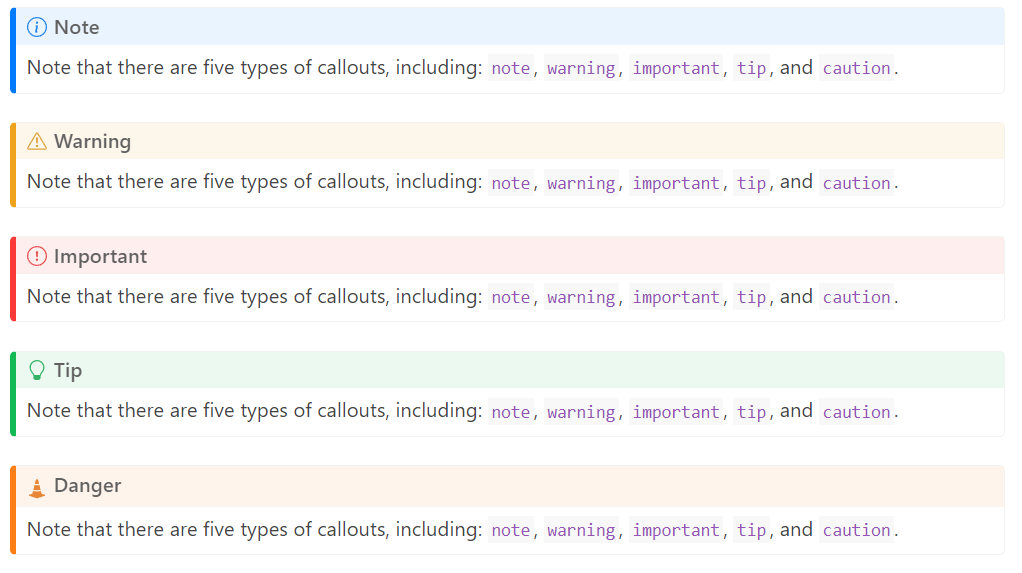 Note
Note that there are five types of callouts, including: note, warning, important, tip, and caution.
Warning
Note that there are five types of callouts, including: note, warning, important, tip, and caution.
Important
Note that there are five types of callouts, including: note, warning, important, tip, and caution.
Tip
Note that there are five types of callouts, including: note, warning, important, tip, and caution.
Danger
Note that there are five types of callouts, including: note, warning, important, tip, and caution.